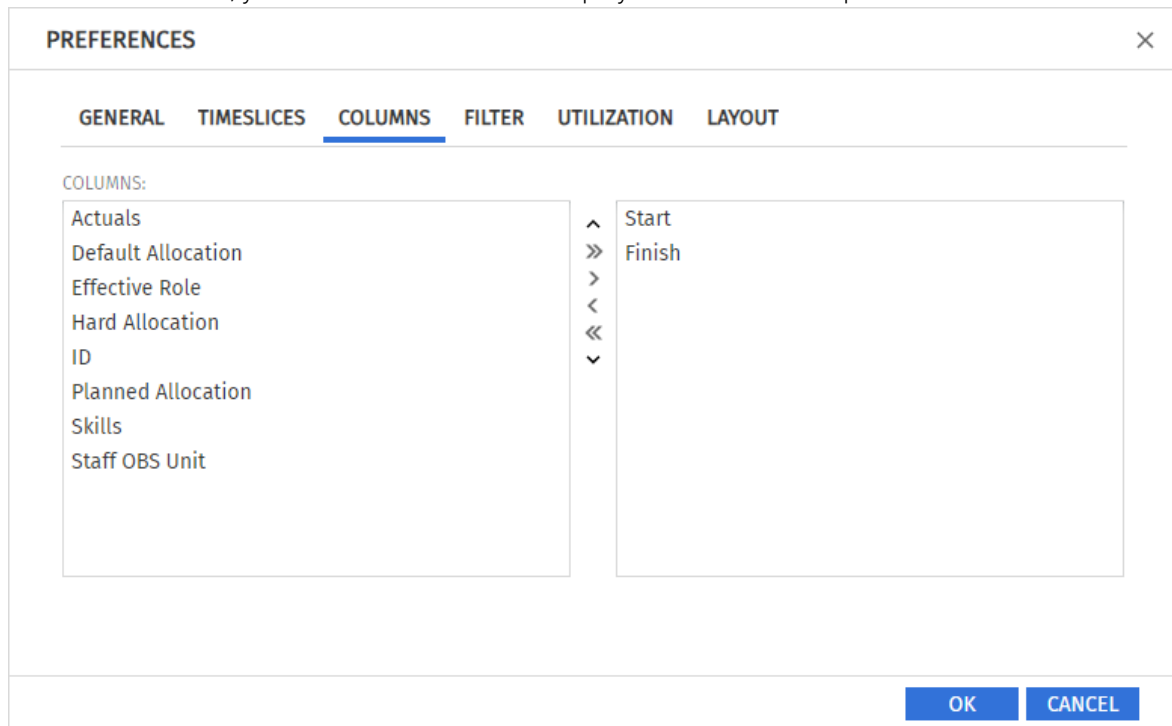 PREFERENCES
GENERAL TIMESLICES COLUMNS FILTER UTILIZATION LAYOUT
COLUMNS:
Actuals
Default Allocation
Effective Role
Hard Allocation
ID
Planned Allocation
Skills
Staff OBS Unit
Start
Finish
OK CANCEL